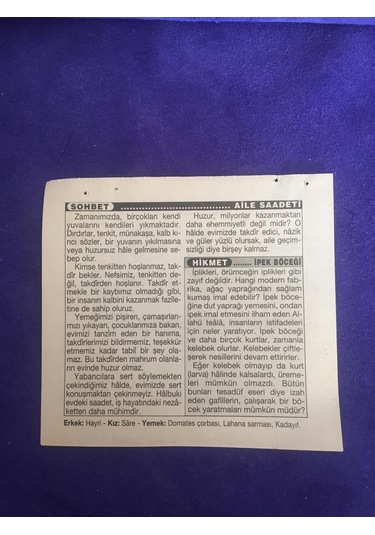 SOHBET .................................... AİLE SAADETİ
Zamanımızda, birçokları kendi
yuvalarını kendileri yıkmaktadır.
Dırdırlar, tenkit, münakaşa, kalb kı-
rıcı sözler, bir yuvanın yıkılmasına
veya huzursuz hâle gelmesine se-
bep olur.
Kimse tenkitten hoşlanmaz, tak-
dîr bekler. Nefsimiz, tenkitten de-
ğil, takdîrden hoşlanır. Takdîr et-
mekle bir kaybımız olmadığı gibi,
bir insanın kalbini kazanmak fazîle-
tine de sahip oluruz.
Yemeğimizi pişiren, çamaşırları-
mızı yıkayan, çocuklarımıza bakan,
evimizi tanzim eden bir hanıma,
takdîrlerimizi bildirmemiz, teşekkür
etmemiz kadar tabiî bir şey ola-
maz. Bu takdîrden mahrum olanla-
rın evinde huzur olmaz.
Yabancılara sert söylemekten
çekindiğimiz hâlde, evimizde sert
konuşmaktan çekinmeyiz. Hâlbuki
evdeki saadet, iş hayatındaki nezâ-
ketten daha mühimdir.
Huzur, milyonlar kazanmaktan
daha ehemmiyetli değil midir? O
hâlde evimizde takdîr edici, nâzik
ve güler yüzlü olursak, aile geçim-
sizliği diye birşey kalmaz.
HİKMET ........ İPEK BÖCEĞİ
İplikleri, örümceğin iplikleri gibi
zayıf değildir. Hangi modern fab-
rika, ağaç yaprağından sağlam
kumaş imal edebilir? İpek böce-
ğine dut yaprağı yemesini, ondan
ipek imal etmesini ilham eden Al-
lahü teâlâ, insanların istifadeleri
için neler yaratıyor. İpek böceği
ve daha birçok kurtlar, zamanla
kelebek olurlar. Kelebekler çiftle-
şerek nesillerini devam ettirirler.
Eğer kelebek olmayıp da kurt
(larva) hâlinde kalsalardı, üreme-
leri mümkün olmazdı. Bütün
bunları tesadüf eseri diye izah
eden gafillerin, çalışarak bir bö-
cek yaratmaları mümkün müdür?
Erkek: Hayri - Kız: Sâre - Yemek: Domates çorbası, Lahana sarması, Kadayıf.